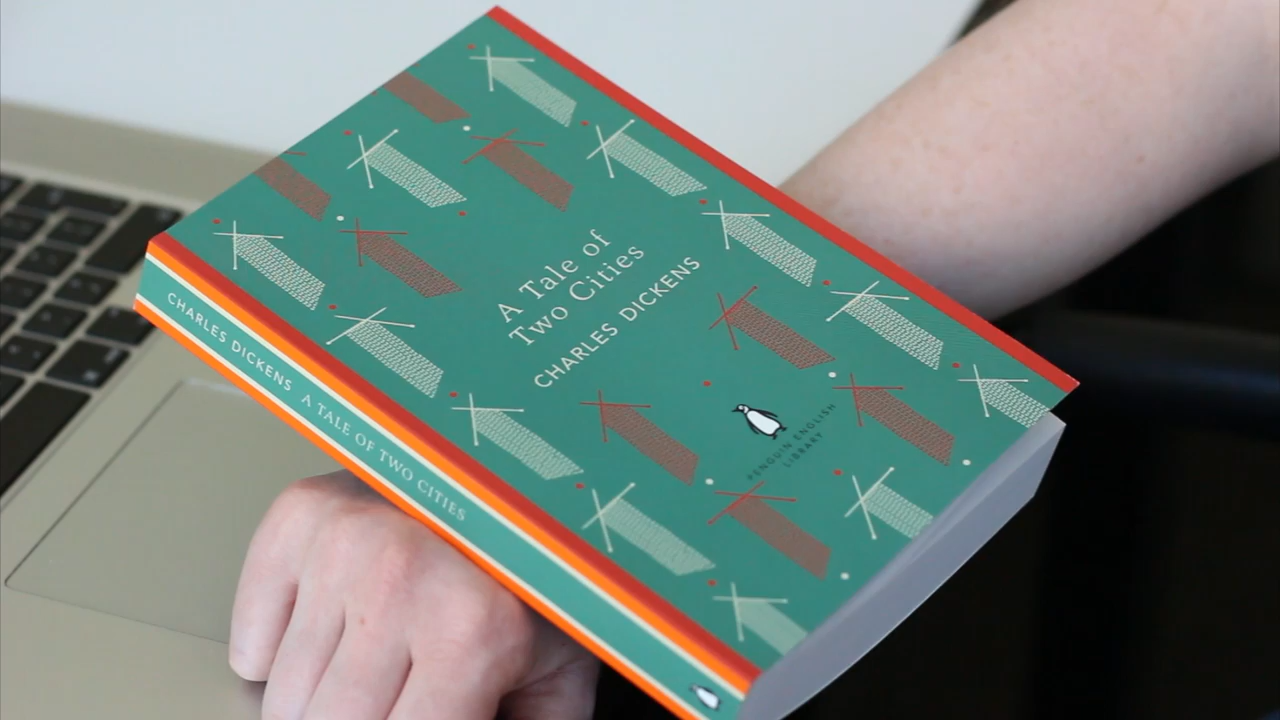 A Tale of
Two Cities
CHARLES DICKENS
PENGUIN ENGLISH
LIBRARY
CHARLES DICKENS A TALE OF TWO CITIES